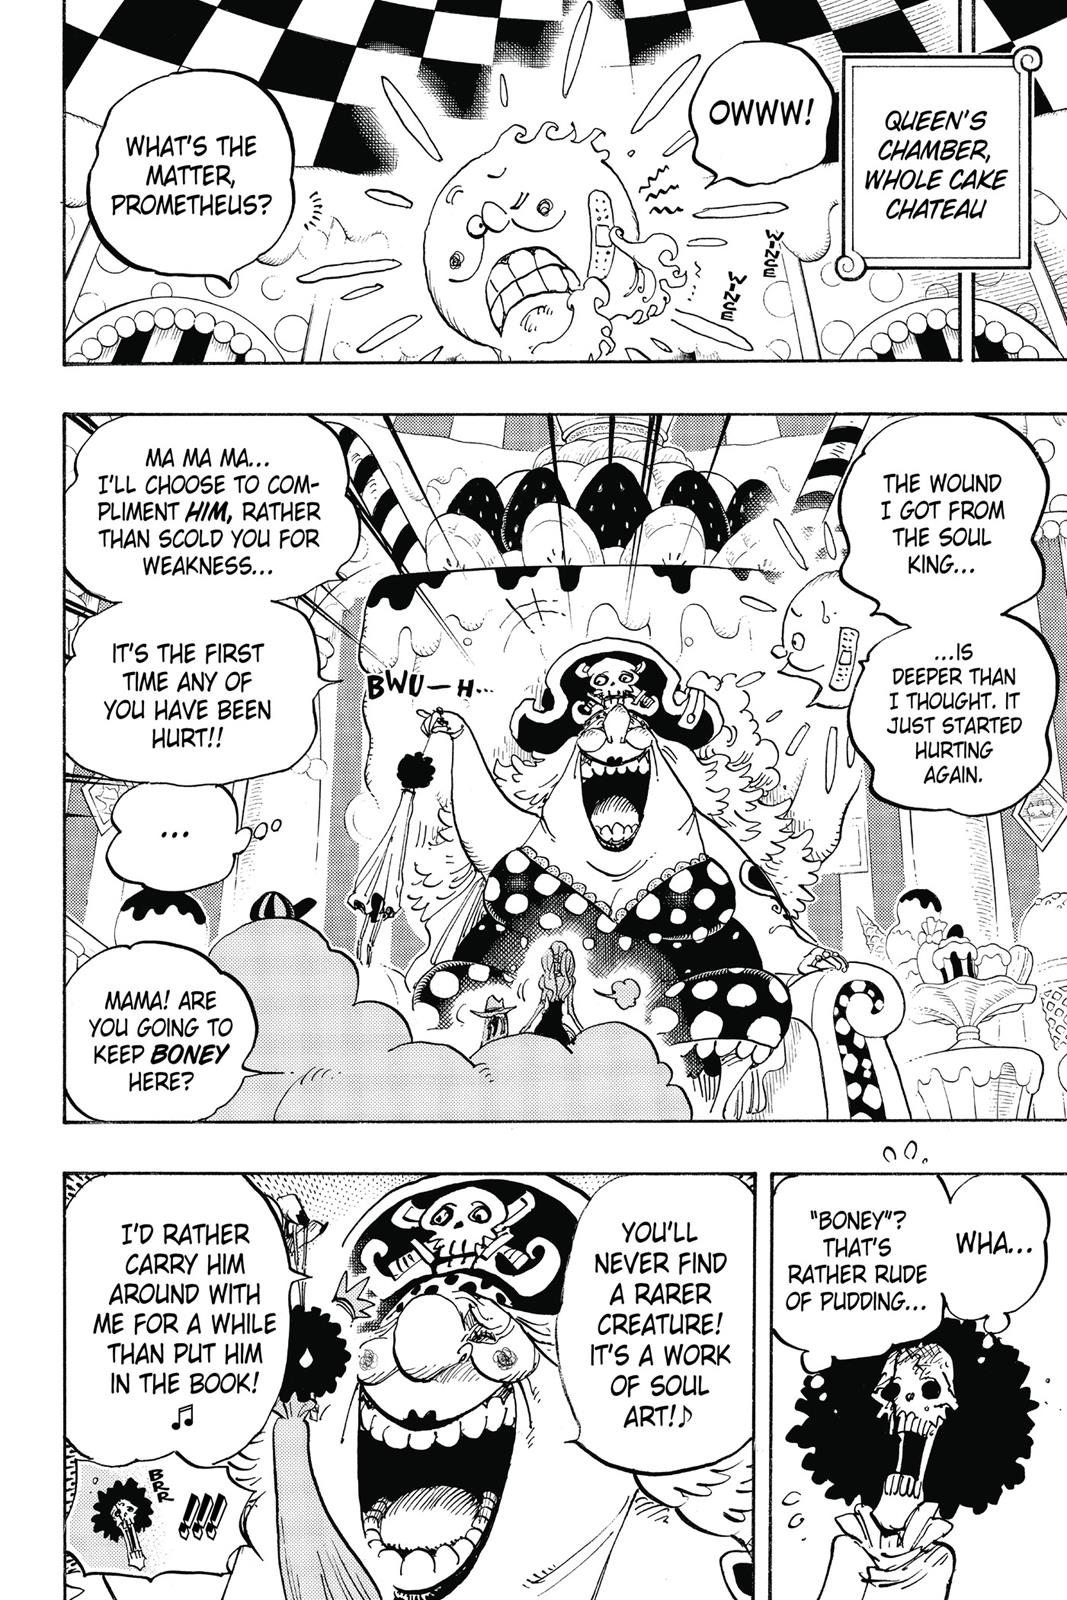 QUEEN'S
CHAMBER,
WHOLE CAKE
CHATEAU
OWWW!
WINCE
WINCE
WHAT'S THE
MATTER,
PROMETHEUS?
THE WOUND
I GOT FROM
THE SOUL
KING...
...IS
DEEPER THAN
I THOUGHT. IT
JUST STARTED
HURTING
AGAIN.
MA MA MA...
I'LL CHOOSE TO COM-
PLIMENT HIM, RATHER
THAN SCOLD YOU FOR
WEAKNESS...
IT'S THE FIRST
TIME ANY OF
YOU HAVE BEEN
HURT!!
BWU—H...
...
MAMA! ARE
YOU GOING TO
KEEP BONEY
HERE?
WHA...
"BONEY"?
THAT'S
RATHER RUDE
OF PUDDING...
YOU'LL
NEVER FIND
A RARER
CREATURE!
IT'S A WORK
OF SOUL
ART!♪
I'D RATHER
CARRY HIM
AROUND WITH
ME FOR A WHILE
THAN PUT HIM
IN THE BOOK!
♫
BRR
!!!